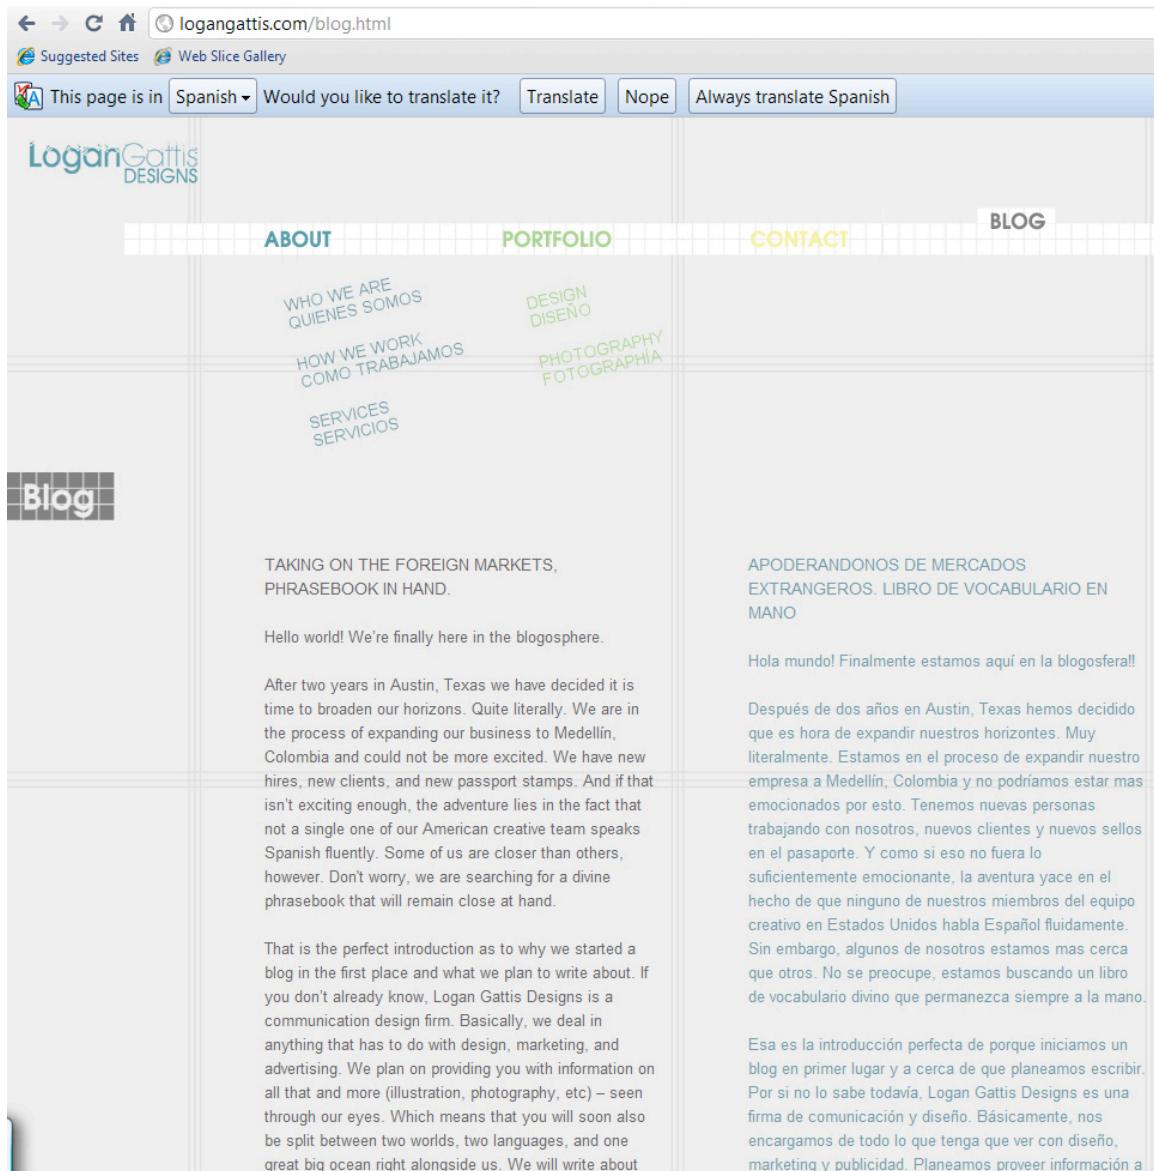 logangattis.com/blog.html
Suggested Sites Web Slice Gallery
This page is in Spanish Would you like to translate it? Translate Nope Always translate Spanish
LoganGattis
DESIGNS
BLOG
ABOUT PORTFOLIO CONTACT
WHO WE ARE
QUIENES SOMOS
HOW WE WORK
COMO TRABAJAMOS
SERVICES
SERVICIOS
DESIGN
DISEÑO
PHOTOGRAPHY
FOTOGRAPHÍA
Blog
TAKING ON THE FOREIGN MARKETS,
PHRASEBOOK IN HAND.
Hello world! We're finally here in the blogosphere.
After two years in Austin, Texas we have decided it is
time to broaden our horizons. Quite literally. We are in
the process of expanding our business to Medellín,
Colombia and could not be more excited. We have new
hires, new clients, and new passport stamps. And if that
isn't exciting enough, the adventure lies in the fact that
not a single one of our American creative team speaks
Spanish fluently. Some of us are closer than others,
however. Don't worry, we are searching for a divine
phrasebook that will remain close at hand.
That is the perfect introduction as to why we started a
blog in the first place and what we plan to write about. If
you don't already know, Logan Gattis Designs is a
communication design firm. Basically, we deal in
anything that has to do with design, marketing, and
advertising. We plan on providing you with information on
all that and more (illustration, photography, etc) – seen
through our eyes. Which means that you will soon also
be split between two worlds, two languages, and one
great big ocean right alongside us. We will write about
APODERANDONOS DE MERCADOS
EXTRANGEROS. LIBRO DE VOCABULARIO EN
MANO
Hola mundo! Finalmente estamos aquí en la blogosfera!!
Después de dos años en Austin, Texas hemos decidido
que es hora de expandir nuestros horizontes. Muy
literalmente. Estamos en el proceso de expandir nuestro
empresa a Medellín, Colombia y no podríamos estar mas
emocionados por esto. Tenemos nuevas personas
trabajando con nosotros, nuevos clientes y nuevos sellos
en el pasaporte. Y como si eso no fuera lo
suficientemente emocionante, la aventura yace en el
hecho de que ninguno de nuestros miembros del equipo
creativo en Estados Unidos habla Español fluidamente.
Sin embargo, algunos de nosotros estamos mas cerca
que otros. No se preocupe, estamos buscando un libro
de vocabulario divino que permanezca siempre a la mano.
Esa es la introducción perfecta de porque iniciamos un
blog en primer lugar y a cerca de que planeamos escribir.
Por si no lo sabe todavía, Logan Gattis Designs es una
firma de comunicación y diseño. Básicamente, nos
encargamos de todo lo que tenga que ver con diseño,
marketing y publicidad. Planeamos proveer información a